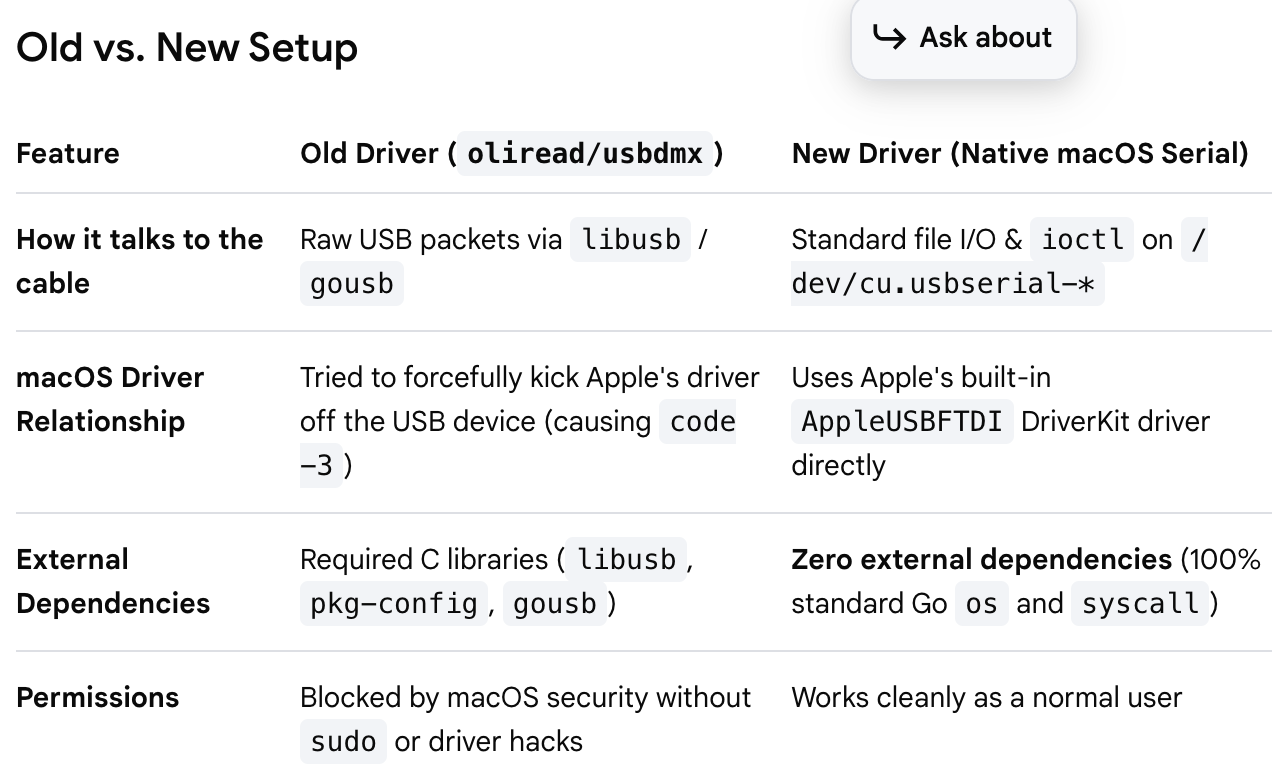 Old vs. New Setup
Ask about
Feature
Old Driver (oliread/usbdmx)
New Driver (Native macOS Serial)
How it talks to the
cable
Raw USB packets via libusb /
gousb
Standard file I/O & ioctl on /
dev/cu.usbserial-*
macOS Driver
Relationship
Tried to forcefully kick Apple's driver
off the USB device (causing code
-3)
Uses Apple's built-in
AppleUSBFTDI DriverKit driver
directly
External
Dependencies
Required C libraries (libusb,
pkg-config, gousb)
Zero external dependencies (100%
standard Go os and syscall)
Permissions
Blocked by macOS security without
sudo or driver hacks
Works cleanly as a normal user